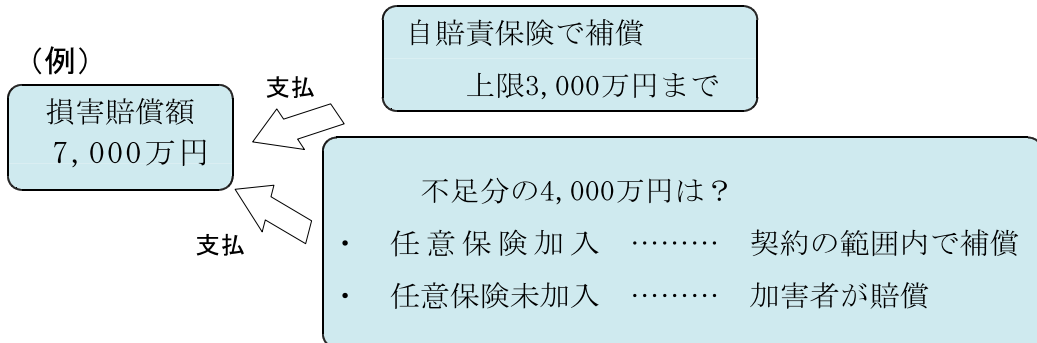 （例）
損害賠償額
7,000万円
支払
自賠責保険で補償
上限3,000万円まで
支払
不足分の4,000万円は？
・ 任意保険加入 ……… 契約の範囲内で補償
・ 任意保険未加入 ……… 加害者が賠償